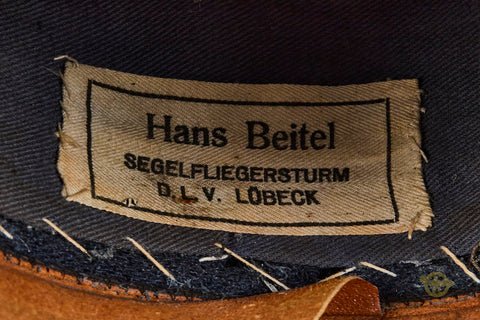 Hans Beitel
SEGELFLIEGERSTURM
D.L.V. LÜBECK